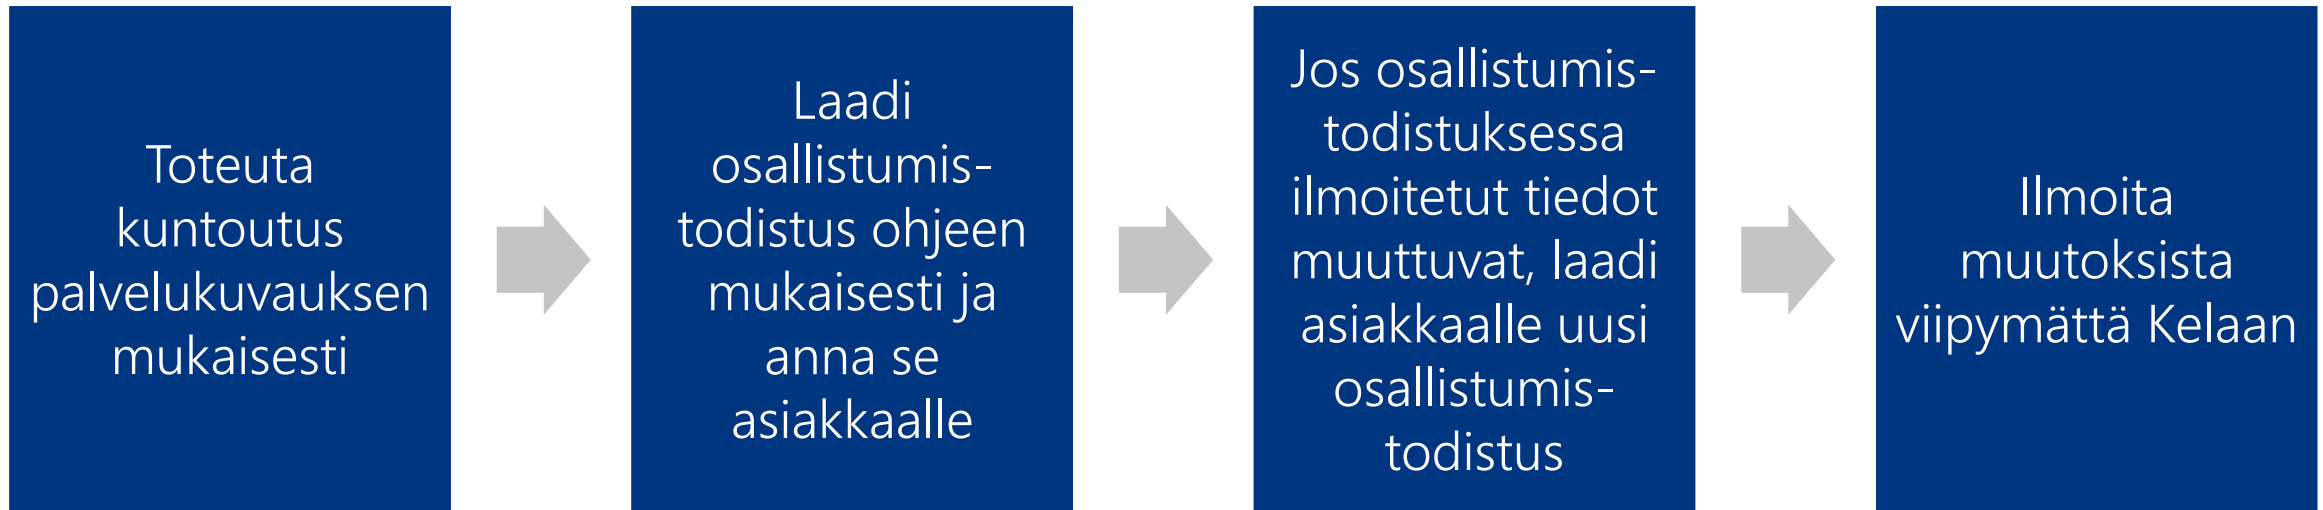 Toteuta
kuntoutus
palvelukuvauksen
mukaisesti
Laadi
osallistumis-
todistus ohjeen
mukaisesti ja
anna se
asiakkaalle
Jos osallistumis-
todistuksessa
ilmoitetut tiedot
muuttuvat, laadi
asiakkaalle uusi
osallistumis-
todistus
Ilmoita
muutoksista
viipymättä Kelaan